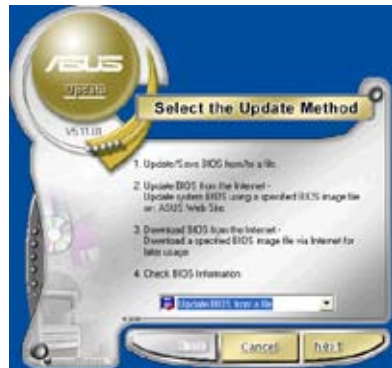 ASUS
Update
Select the Update Method
1. Update/Save BIOS from/to a file.
2. Update BIOS from the Internet -
Update system BIOS using a specified BIOS image file
on ASUS Web Site.
3. Download BIOS from the Internet -
Download a specified BIOS image file via Internet for
later usage
4. Check BIOS Information
Update BIOS from a file
Cancel
Next